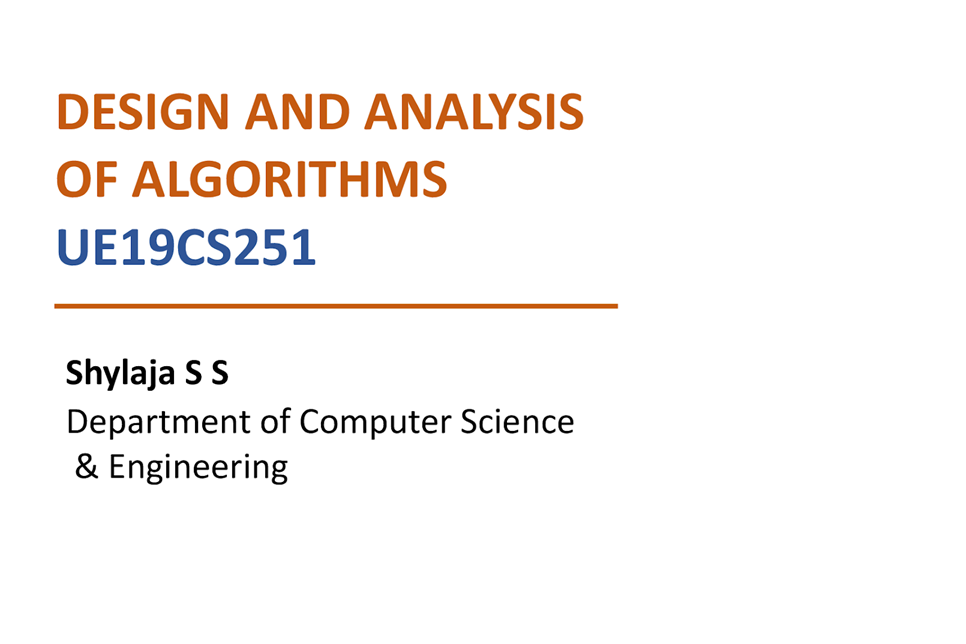 DESIGN AND ANALYSIS
OF ALGORITHMS
UE19CS251
Shylaja S S
Department of Computer Science
& Engineering